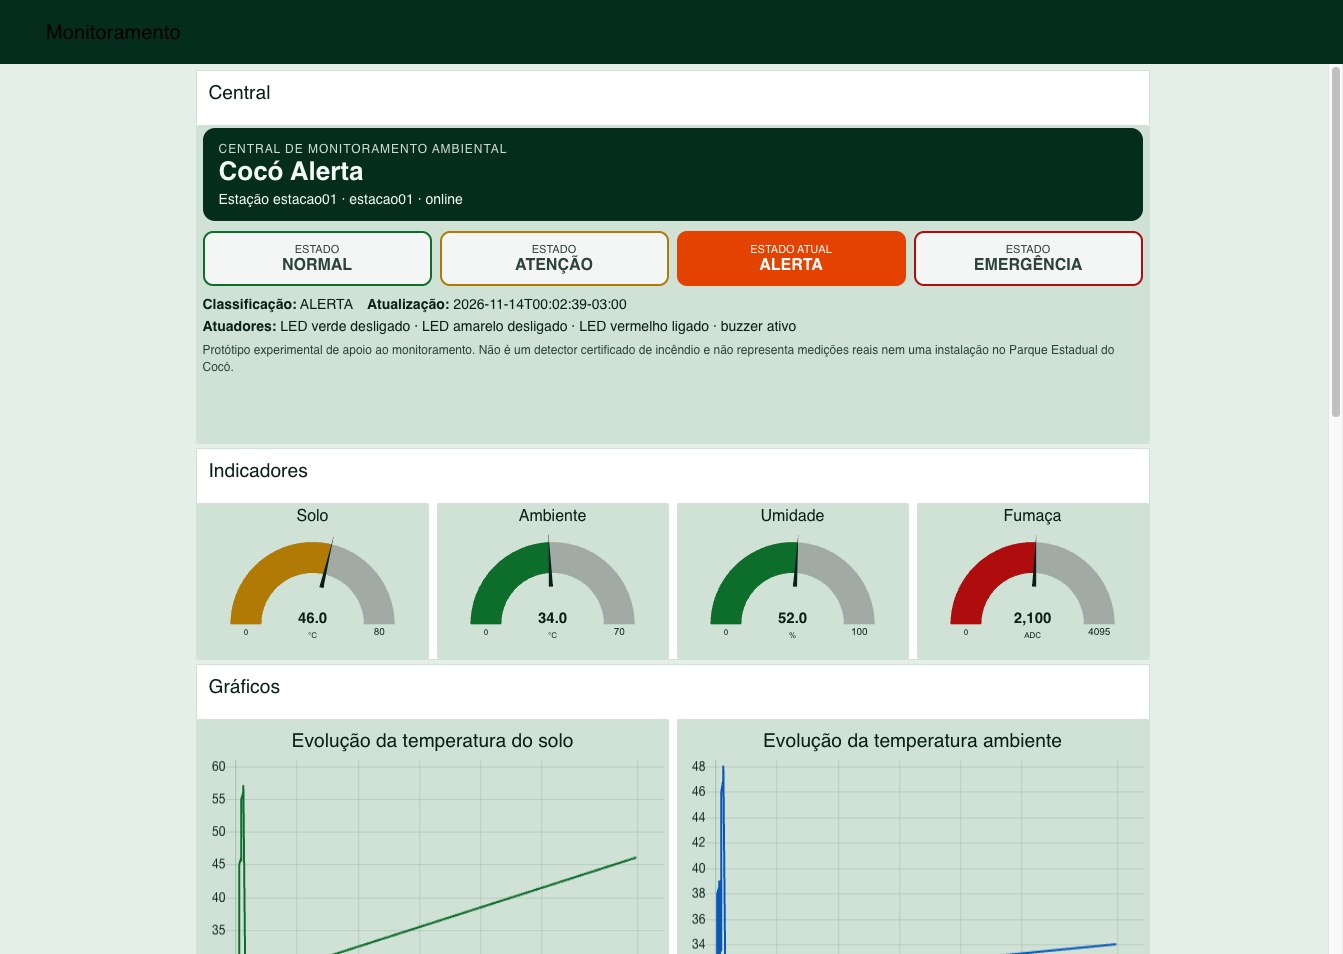 Monitoramento
Central
CENTRAL DE MONITORAMENTO AMBIENTAL
Cocó Alerta
Estação estacao01 · estacao01 · online
ESTADO
NORMAL
ESTADO
ATENÇÃO
ESTADO ATUAL
ALERTA
ESTADO
EMERGÊNCIA
Classificação: ALERTA Atualização: 2026-11-14T00:02:39-03:00
Atuadores: LED verde desligado · LED amarelo desligado · LED vermelho ligado · buzzer ativo
Protótipo experimental de apoio ao monitoramento. Não é um detector certificado de incêndio e não representa medições reais nem uma instalação no Parque Estadual do
Cocó.
Indicadores
Solo
46.0
°C
0
80
Ambiente
34.0
°C
0
70
Umidade
52.0
%
0
100
Fumaça
2,100
ADC
0
4095
Gráficos
Evolução da temperatura do solo
60
55
50
45
40
35
Evolução da temperatura ambiente
48
46
44
42
40
38
36
34